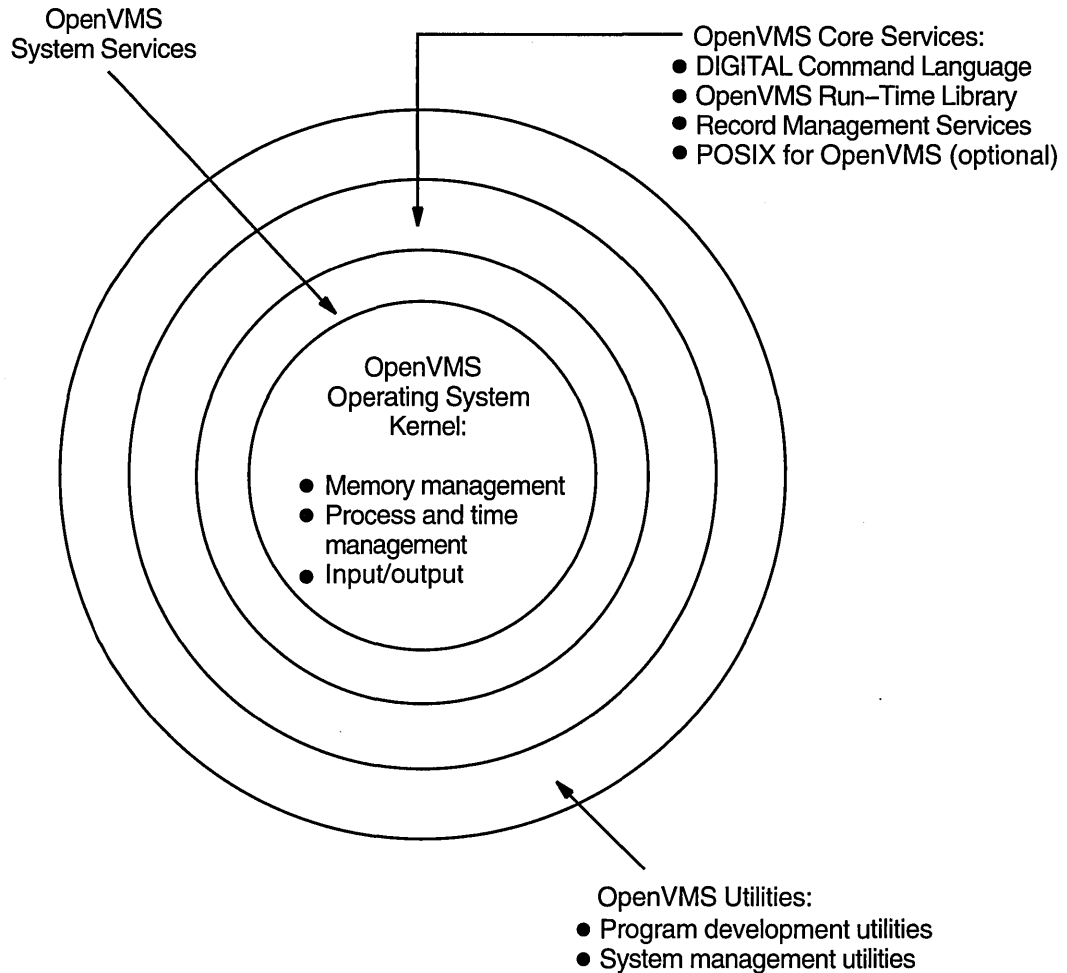 OpenVMS
System Services
OpenVMS Core Services:
● DIGITAL Command Language
● OpenVMS Run–Time Library
● Record Management Services
● POSIX for OpenVMS (optional)
OpenVMS
Operating System
Kernel:
● Memory management
● Process and time
management
● Input/output
OpenVMS Utilities:
● Program development utilities
● System management utilities